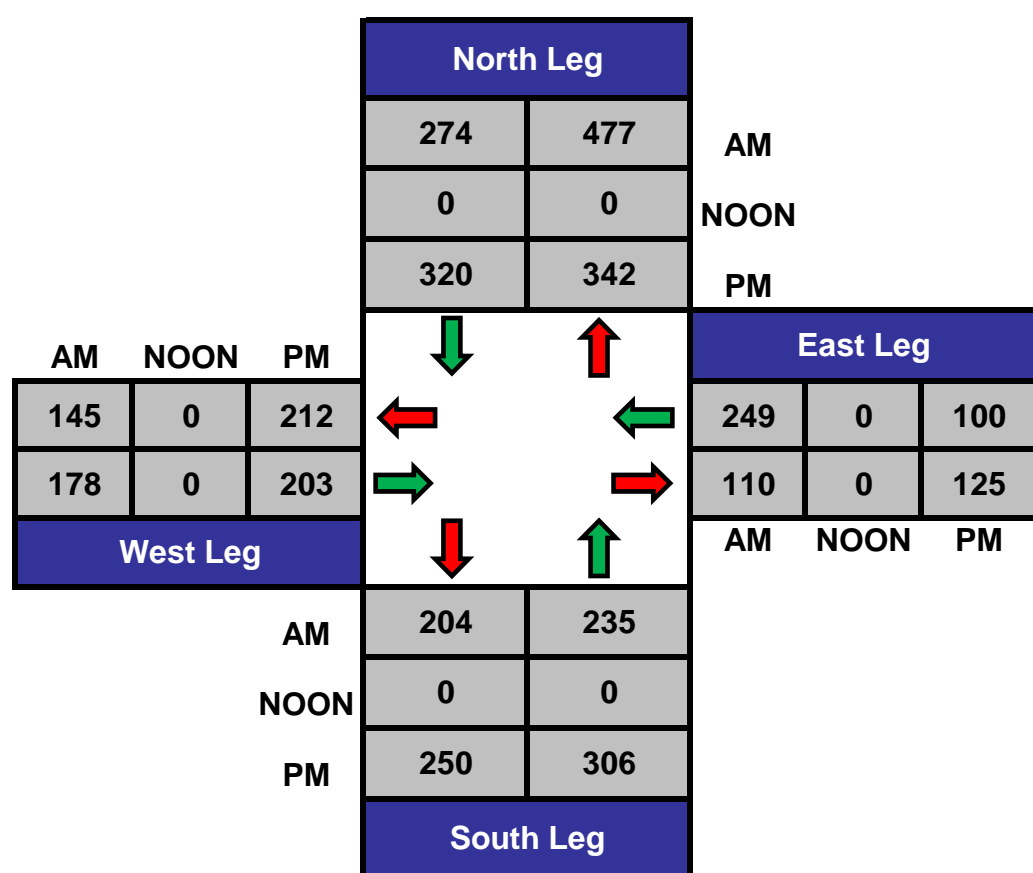 North Leg
274 477 AM
0 0 NOON
320 342 PM
AM NOON PM East Leg
145 0 212 249 0 100
178 0 203 110 0 125
West Leg AM NOON PM
AM 204 235
NOON 0 0
PM 250 306
South Leg